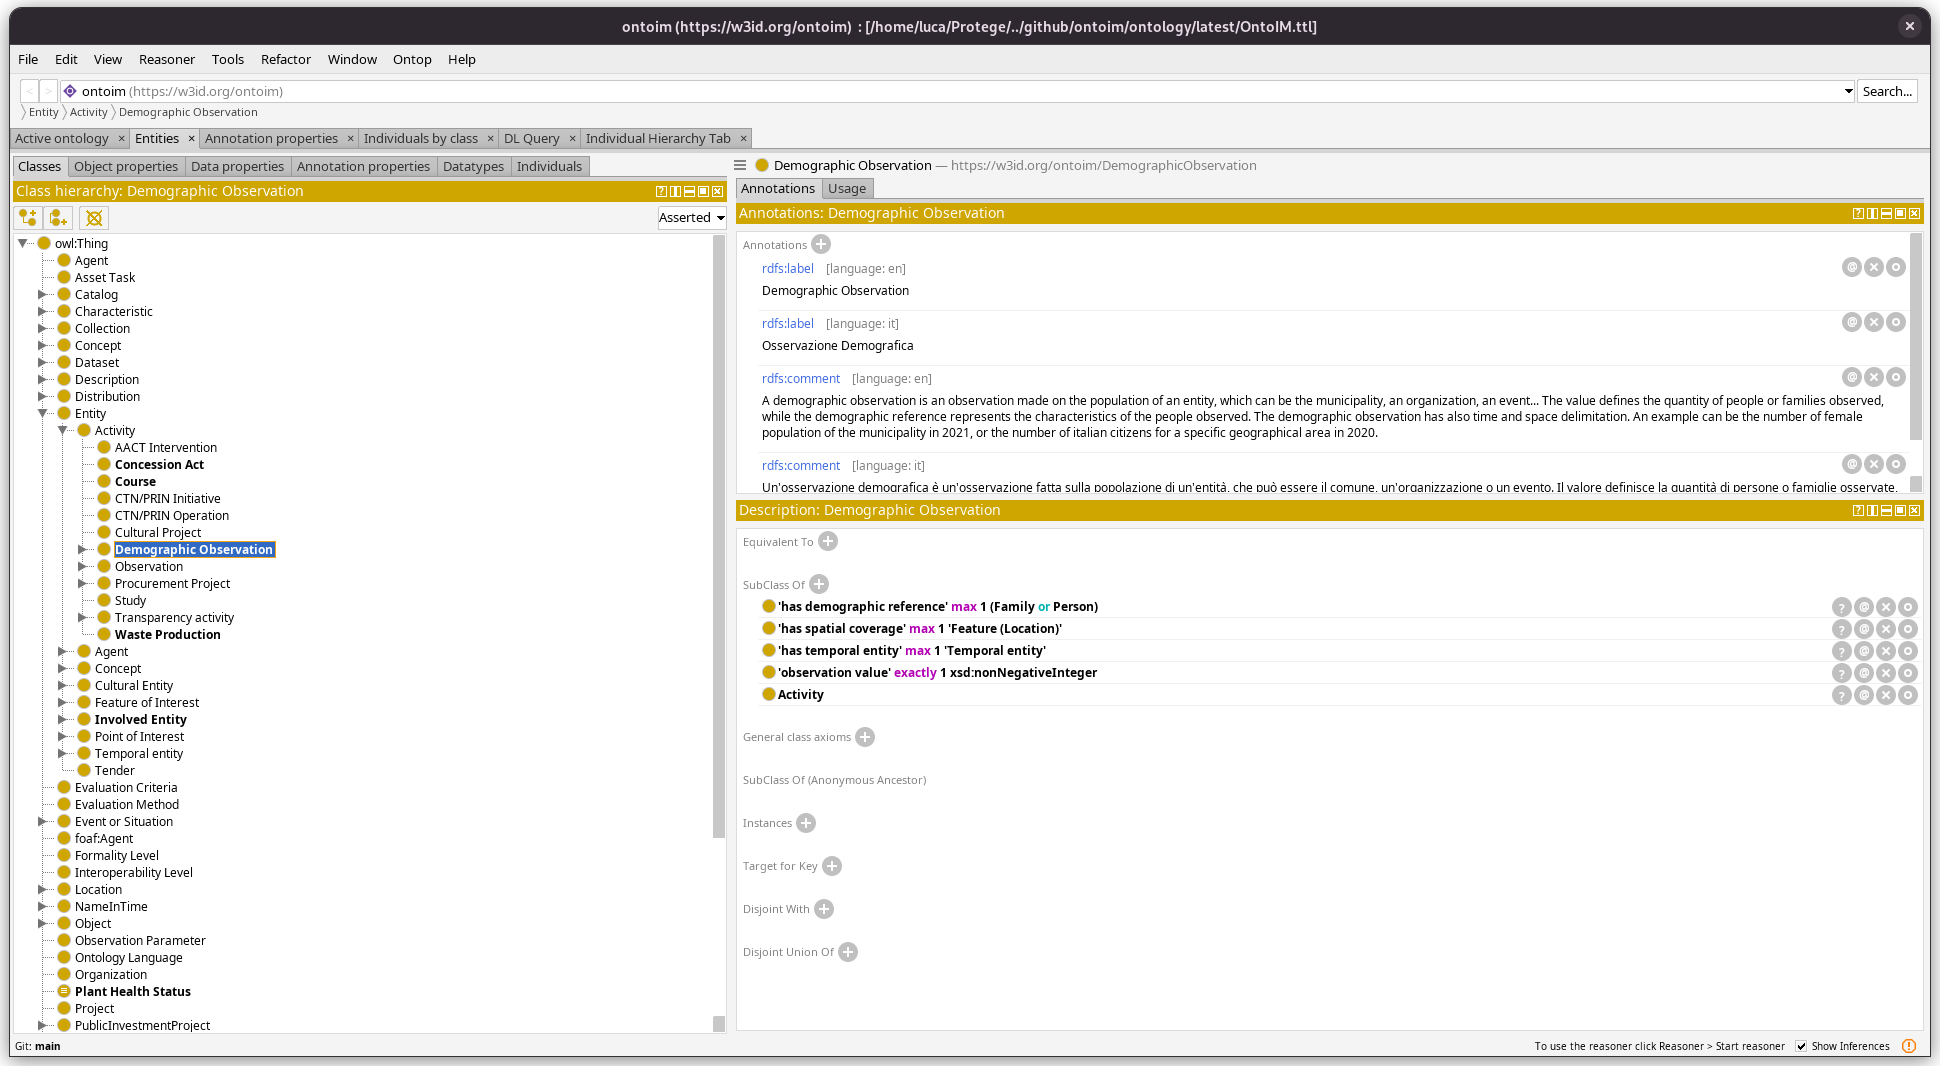 ontoim (https://w3id.org/ontoim)  : [/home/luca/Protege/../github/ontoim/ontology/latest/OntoIM.ttl]
File Edit View Reasoner Tools Refactor Window Ontop Help
< > ontoim (https://w3id.org/ontoim) Search...
Entity Activity Demographic Observation
Active ontology × Entities × Annotation properties × Individuals by class × DL Query × Individual Hierarchy Tab ×
Classes Object properties Data properties Annotation properties Datatypes Individuals
Class hierarchy: Demographic Observation
Asserted
owl:Thing
Agent
Asset Task
Catalog
Characteristic
Collection
Concept
Dataset
Description
Distribution
Entity
Activity
AACT Intervention
Concession Act
Course
CTN/PRIN Initiative
CTN/PRIN Operation
Cultural Project
Demographic Observation
Observation
Procurement Project
Study
Transparency activity
Waste Production
Agent
Concept
Cultural Entity
Feature of Interest
Involved Entity
Point of Interest
Temporal entity
Tender
Evaluation Criteria
Evaluation Method
Event or Situation
foaf:Agent
Formality Level
Interoperability Level
Location
NameInTime
Object
Observation Parameter
Ontology Language
Organization
Plant Health Status
Project
PublicInvestmentProject
Demographic Observation — https://w3id.org/ontoim/DemographicObservation
Annotations Usage
Annotations: Demographic Observation
Annotations
rdfs:label [language: en]
Demographic Observation
rdfs:label [language: it]
Osservazione Demografica
rdfs:comment [language: en]
A demographic observation is an observation made on the population of an entity, which can be the municipality, an organization, an event... The value defines the quantity of people or families observed,
while the demographic reference represents the characteristics of the people observed. The demographic observation has also time and space delimitation. An example can be the number of female
population of the municipality in 2021, or the number of italian citizens for a specific geographical area in 2020.
rdfs:comment [language: it]
Un'osservazione demografica è un'osservazione fatta sulla popolazione di un'entità, che può essere il comune, un'organizzazione o un evento. Il valore definisce la quantità di persone o famiglie osservate,
Description: Demographic Observation
Equivalent To
SubClass Of
'has demographic reference' max 1 (Family or Person)
'has spatial coverage' max 1 'Feature (Location)'
'has temporal entity' max 1 'Temporal entity'
'observation value' exactly 1 xsd:nonNegativeInteger
Activity
General class axioms
SubClass Of (Anonymous Ancestor)
Instances
Target for Key
Disjoint With
Disjoint Union Of
Git: main
To use the reasoner click Reasoner > Start reasoner Show Inferences